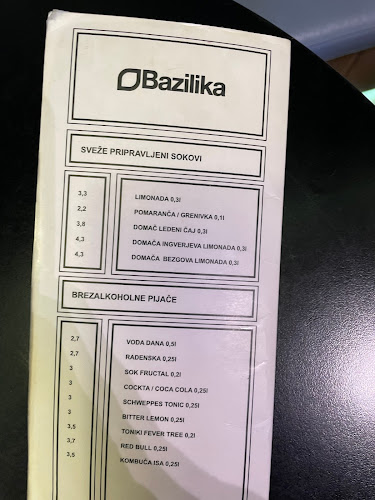 Bazilika
SVEŽE PRIPRAVLJENI SOKOVI
3,3 LIMONADA 0,3l
2,2 POMARANČA / GRENIVKA 0,1l
3,8 DOMAČ LEDENI ČAJ 0,3l
4,3 DOMAČA INGVERJEVA LIMONADA 0,3l
4,3 DOMAČA BEZGOVA LIMONADA 0,3l
BREZALKOHOLNE PIJAČE
2,7 VODA DANA 0,5l
2,7 RADENSKA 0,25l
3 SOK FRUCTAL 0,2l
3 COCKTA / COCA COLA 0,25l
3 SCHWEPPES TONIC 0,25l
3 BITTER LEMON 0,25l
3,5 TONIKI FEVER TREE 0,2l
3,7 RED BULL 0,25l
3,5 KOMBUČA ISA 0,25l